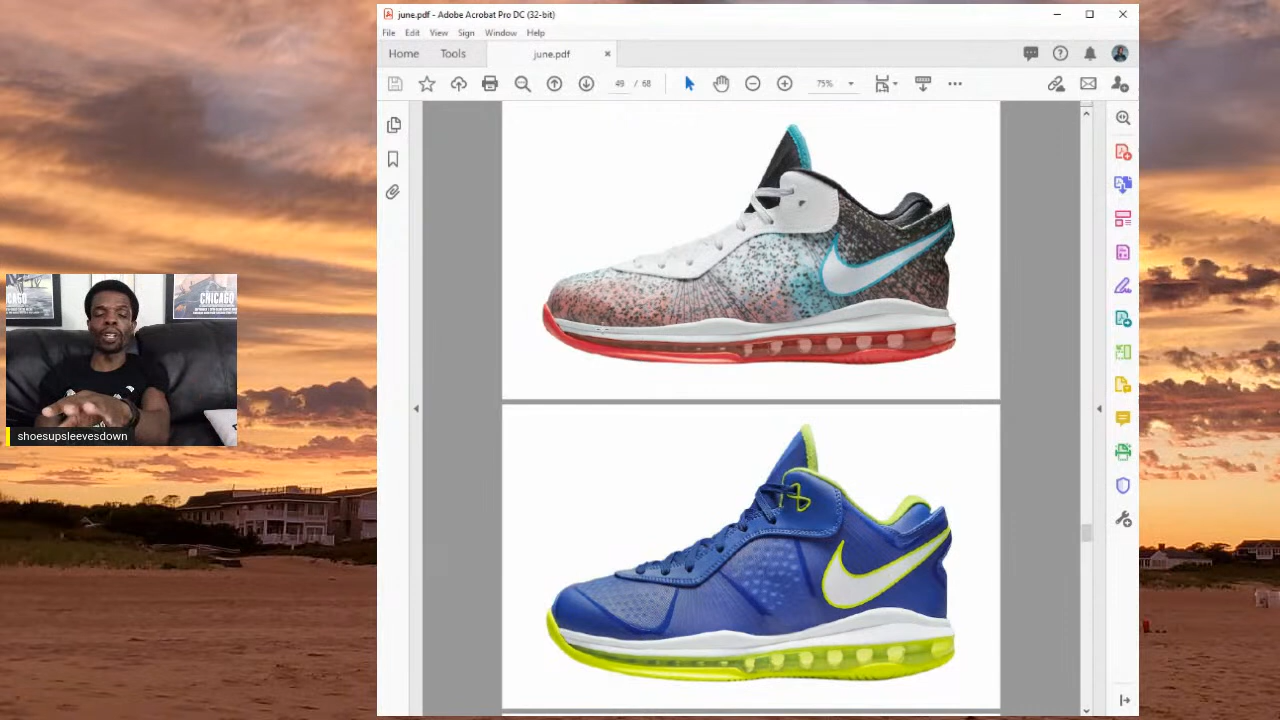 june.pdf - Adobe Acrobat Pro DC (32-bit)
File Edit View Sign Window Help
Home Tools june.pdf
49 / 68 75%
CHICAGO
CHICAGO
shoesupsleevesdown